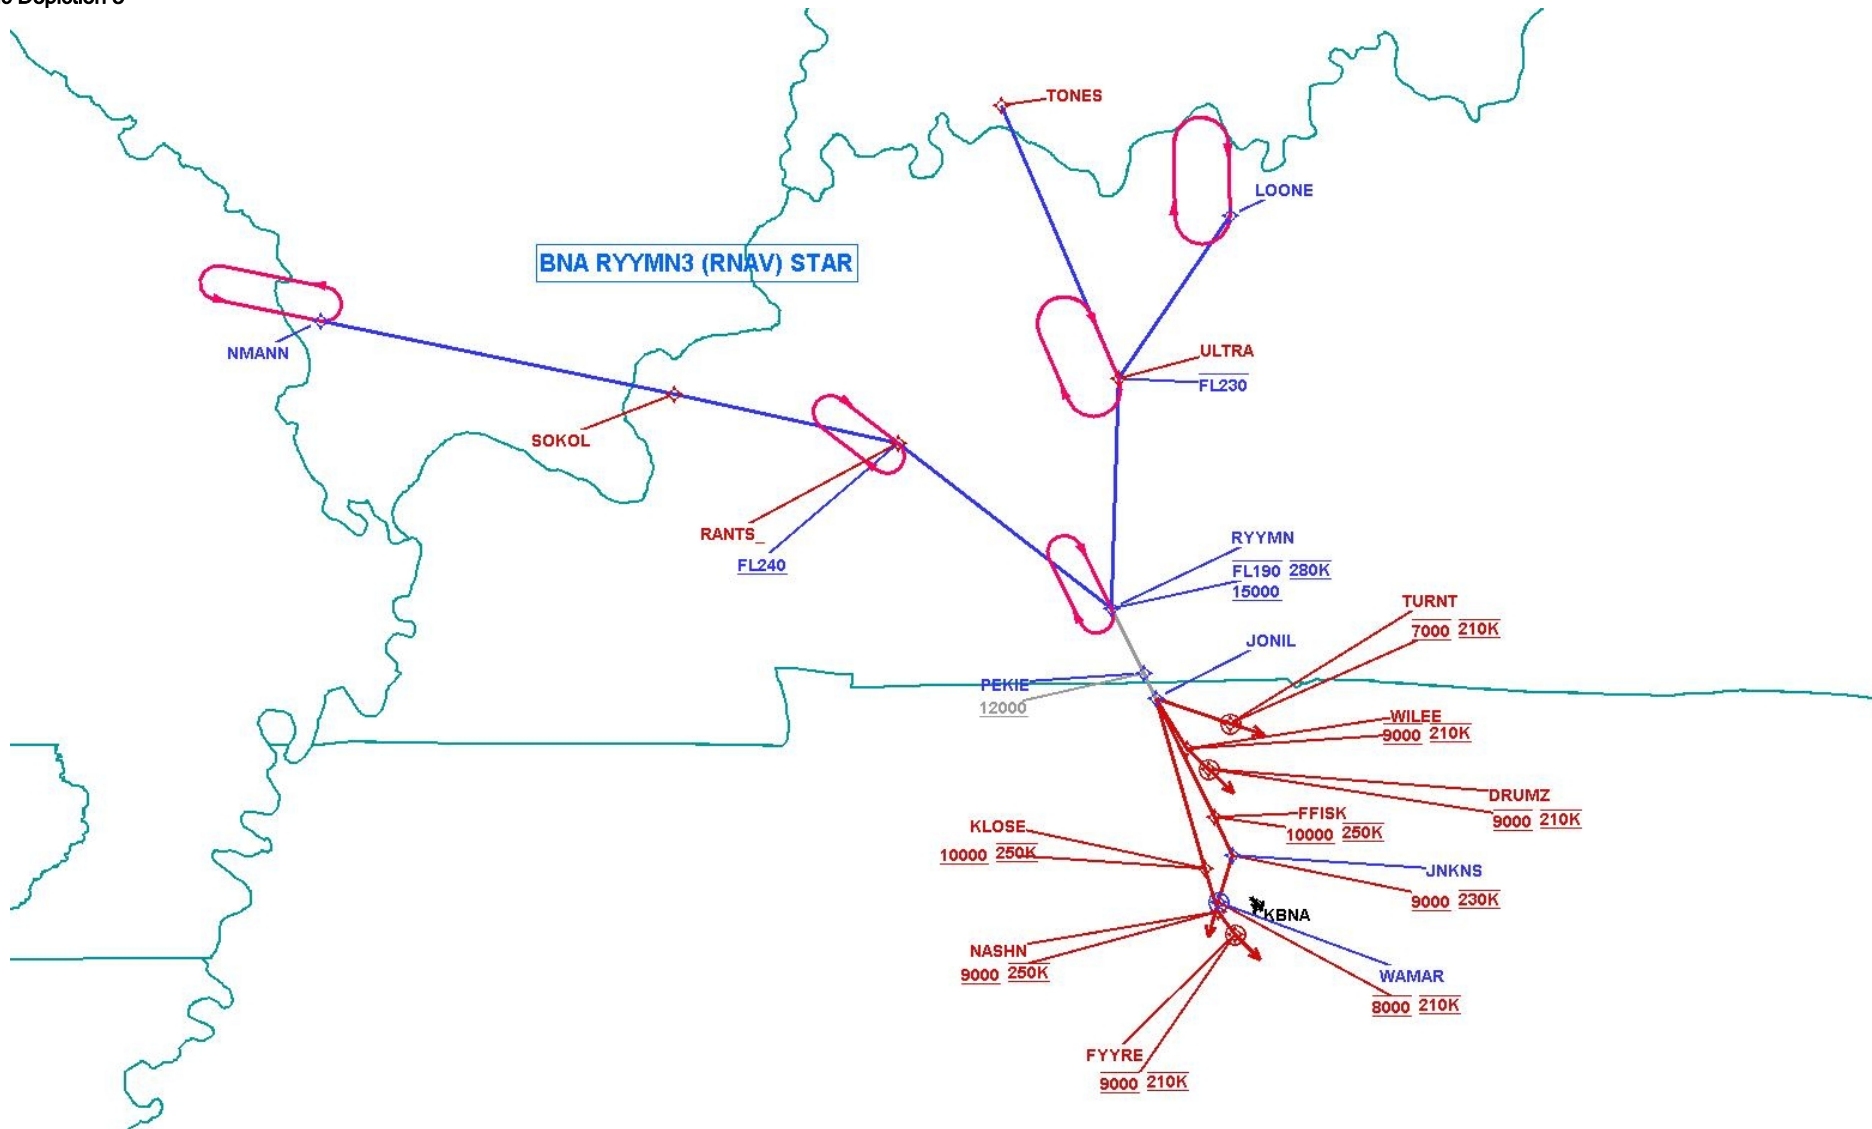 TONES
LOONE
BNA RYYMN3 (RNAV) STAR
NMANN
ULTRA
FL230
SOKOL
RANTS_
FL240
RYYMN
FL190 280K
15000
TURNT
7000 210K
JONIL
PEKIE
12000
WILEE
9000 210K
DRUMZ
9000 210K
FFISK
10000 250K
KLOSE
10000 250K
JNKNS
9000 230K
KBNA
NASHN
9000 250K
WAMAR
8000 210K
FYYRE
9000 210K